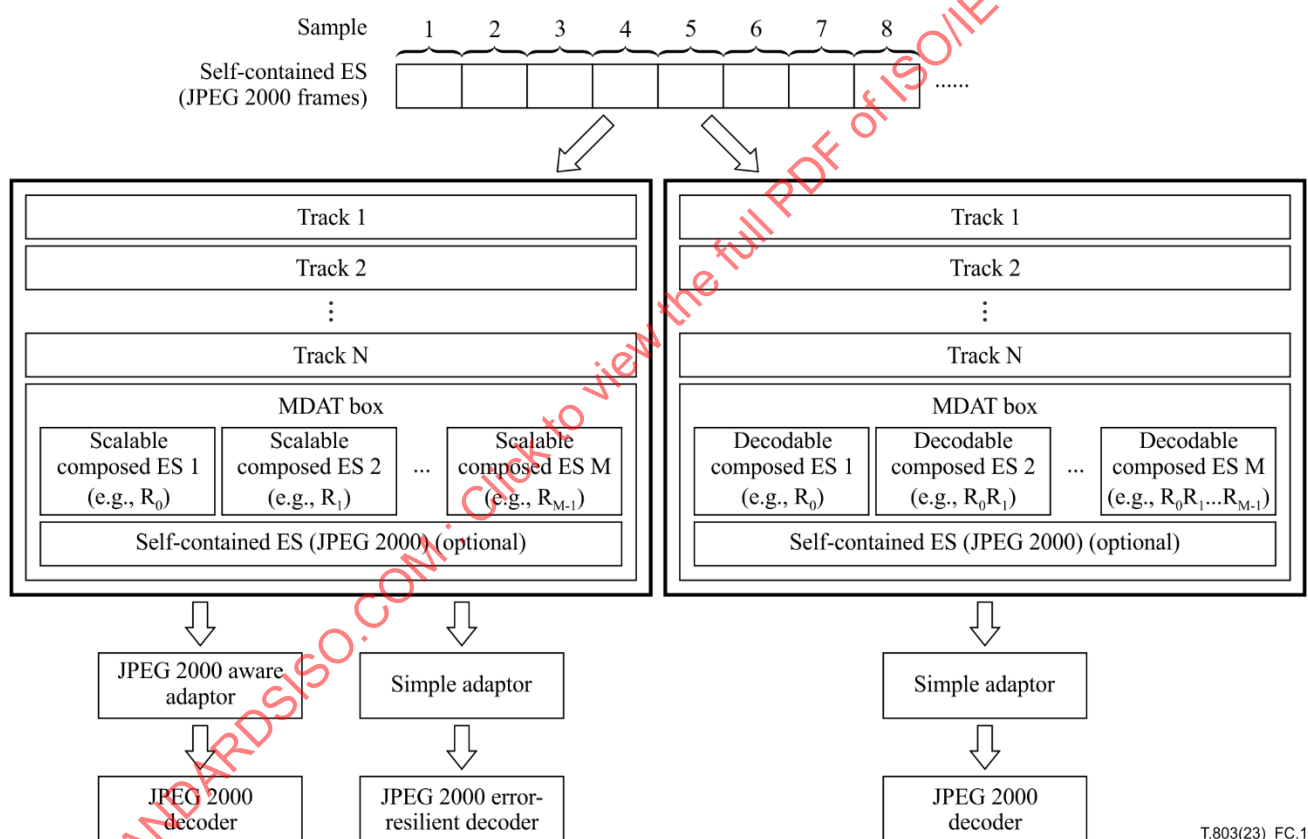 Sample 1 2 3 4 5 6 7 8
Self-contained ES
(JPEG 2000 frames)
......
Track 1
Track 2
⋮
Track N
MDAT box
Scalable
composed ES 1
(e.g., R₀)
Scalable
composed ES 2
(e.g., R₁)
...
Scalable
composed ES M
(e.g., R_{M-1})
Self-contained ES (JPEG 2000) (optional)
Track 1
Track 2
⋮
Track N
MDAT box
Decodable
composed ES 1
(e.g., R₀)
Decodable
composed ES 2
(e.g., R₀R₁)
...
Decodable
composed ES M
(e.g., R₀R₁...R_{M-1})
Self-contained ES (JPEG 2000) (optional)
JPEG 2000 aware
adaptor
Simple adaptor
Simple adaptor
JPEG 2000
decoder
JPEG 2000 error-
resilient decoder
JPEG 2000
decoder
T.803(23)_FC.1
ANDARDSISO.COM : Click to view the full PDF of ISO/IE